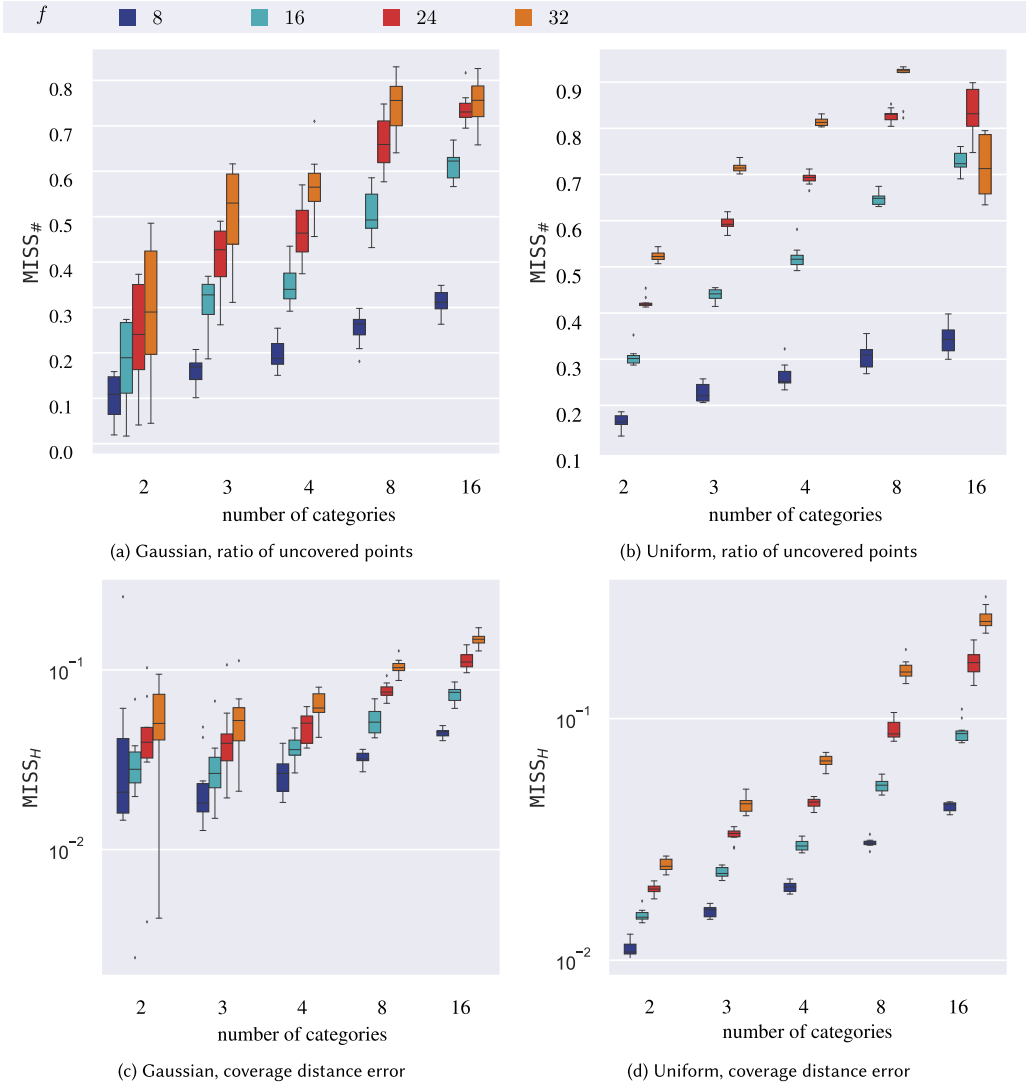 f 8 16 24 32
MISS#
0.8
0.7
0.6
0.5
0.4
0.3
0.2
0.1
0.0
2 3 4 8 16
number of categories
(a) Gaussian, ratio of uncovered points
MISS#
0.9
0.8
0.7
0.6
0.5
0.4
0.3
0.2
0.1
2 3 4 8 16
number of categories
(b) Uniform, ratio of uncovered points
MISS_H
10^−1
10^−2
2 3 4 8 16
number of categories
(c) Gaussian, coverage distance error
MISS_H
10^−1
10^−2
2 3 4 8 16
number of categories
(d) Uniform, coverage distance error